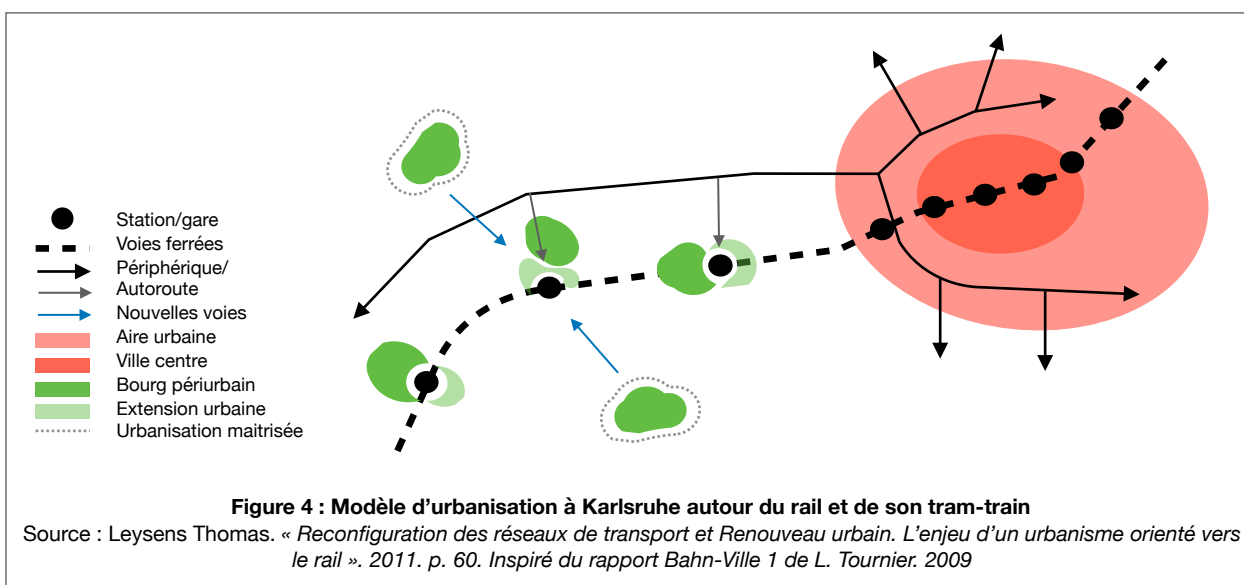 Station/gare
Voies ferrées
Périphérique/
Autoroute
Nouvelles voies
Aire urbaine
Ville centre
Bourg périurbain
Extension urbaine
Urbanisation maitrisée
Figure 4 : Modèle d'urbanisation à Karlsruhe autour du rail et de son tram-train
Source : Leysens Thomas. « Reconfiguration des réseaux de transport et Renouveau urbain. L'enjeu d'un urbanisme orienté vers
le rail ». 2011. p. 60. Inspiré du rapport Bahn-Ville 1 de L. Tournier. 2009